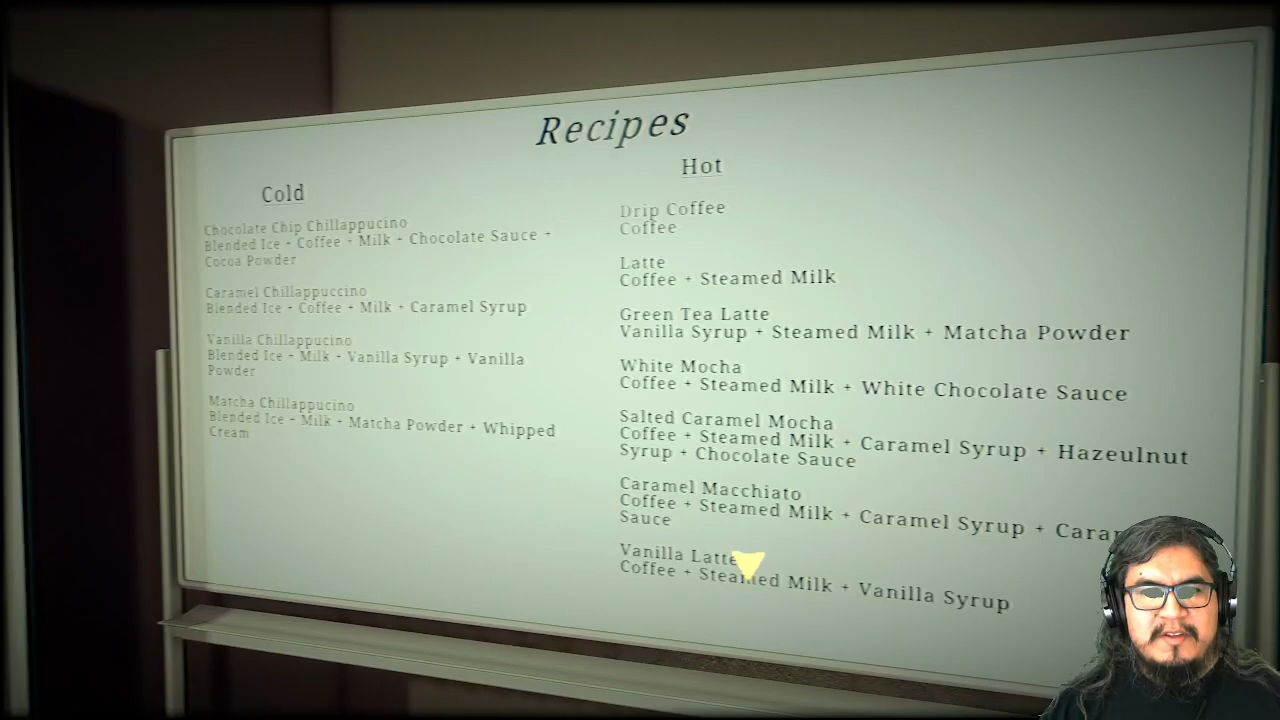 Recipes
Cold
Chocolate Chip Chillappucino
Blended Ice - Coffee - Milk - Chocolate Sauce -
Cocoa Powder
Caramel Chillappuccino
Blended Ice - Coffee + Milk + Caramel Syrup
Vanilla Chillappucino
Blended Ice - Milk - Vanilla Syrup + Vanilla
Powder
Matcha Chillappucino
Blended Ice - Milk + Matcha Powder + Whipped
Cream
Hot
Drip Coffee
Coffee
Latte
Coffee + Steamed Milk
Green Tea Latte
Vanilla Syrup + Steamed Milk + Matcha Powder
White Mocha
Coffee + Steamed Milk + White Chocolate Sauce
Salted Caramel Mocha
Coffee + Steamed Milk + Caramel Syrup + Hazeulnut
Syrup + Chocolate Sauce
Caramel Macchiato
Coffee + Steamed Milk + Caramel Syrup +
Sauce
Vanilla Latte
Coffee + Steamed Milk + Vanilla Syrup